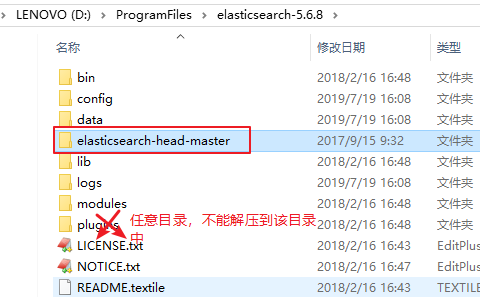 LENOVO (D:) > ProgramFiles > elasticsearch-5.6.8 >
名称 修改日期 类型
bin 2018/2/16 16:48 文件夹
config 2019/7/19 16:08 文件夹
data 2019/7/19 16:08 文件夹
elasticsearch-head-master 2017/9/15 9:32 文件夹
lib 2018/2/16 16:48 文件夹
logs 2019/7/19 16:08 文件夹
modules 2018/2/16 16:48 文件夹
plugins 2018/2/16 16:48 文件夹
任意目录，不能解压到该目录
中
LICENSE.txt 2018/2/16 16:43 EditPlus
NOTICE.txt 2018/2/16 16:47 EditPlus
README.textile 2018/2/16 16:43 TEXTILE